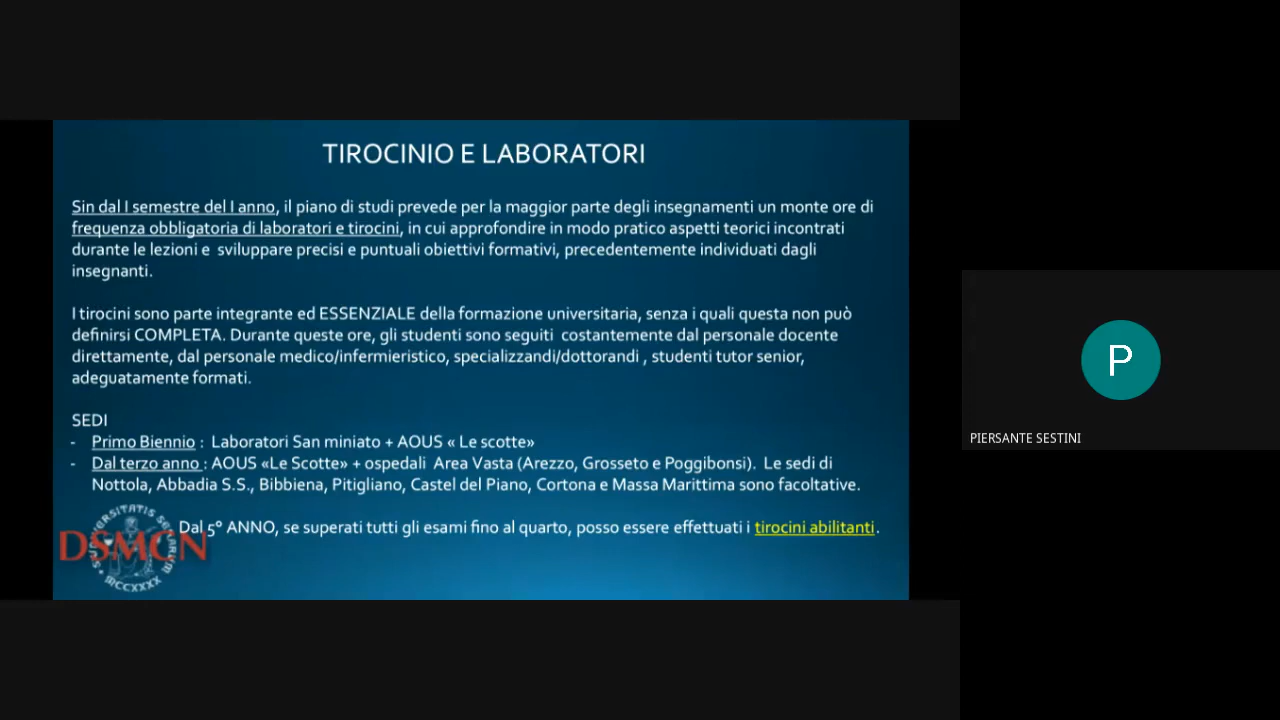 TIROCINIO E LABORATORI
Sin dal I semestre del I anno, il piano di studi prevede per la maggior parte degli insegnamenti un monte ore di
frequenza obbligatoria di laboratori e tirocini, in cui approfondire in modo pratico aspetti teorici incontrati
durante le lezioni e sviluppare precisi e puntuali obiettivi formativi, precedentemente individuati dagli
insegnanti.
I tirocini sono parte integrante ed ESSENZIALE della formazione universitaria, senza i quali questa non può
definirsi COMPLETA. Durante queste ore, gli studenti sono seguiti costantemente dal personale docente
direttamente, dal personale medico/infermieristico, specializzandi/dottorandi , studenti tutor senior,
adeguatamente formati.
SEDI
- Primo Biennio : Laboratori San miniato + AOUS « Le scotte»
- Dal terzo anno : AOUS «Le Scotte» + ospedali Area Vasta (Arezzo, Grosseto e Poggibonsi). Le sedi di
Nottola, Abbadia S.S., Bibbiena, Pitigliano, Castel del Piano, Cortona e Massa Marittima sono facoltative.
Dal 5° ANNO, se superati tutti gli esami fino al quarto, posso essere effettuati i tirocini abilitanti.
DSMCN
MCCXXXX
P
PIERSANTE SESTINI